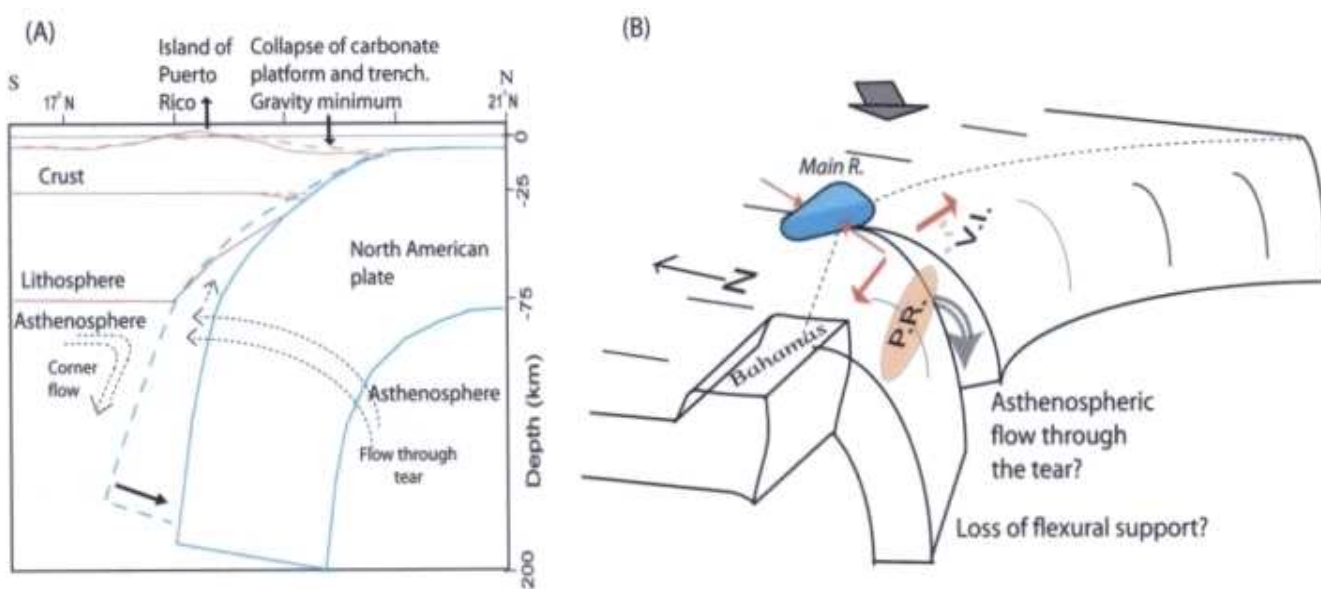 (A)
Island of
Puerto
Rico
Collapse of carbonate
platform and trench.
Gravity minimum
S
17°N
N
21°N
0
Crust
-25
North American
plate
Lithosphere
-75
Asthenosphere
Corner
flow
Asthenosphere
Depth (km)
Flow through
tear
200
(B)
Main R.
V.I.
N
P.R.
Bahamas
Asthenospheric
flow through
the tear?
Loss of flexural support?